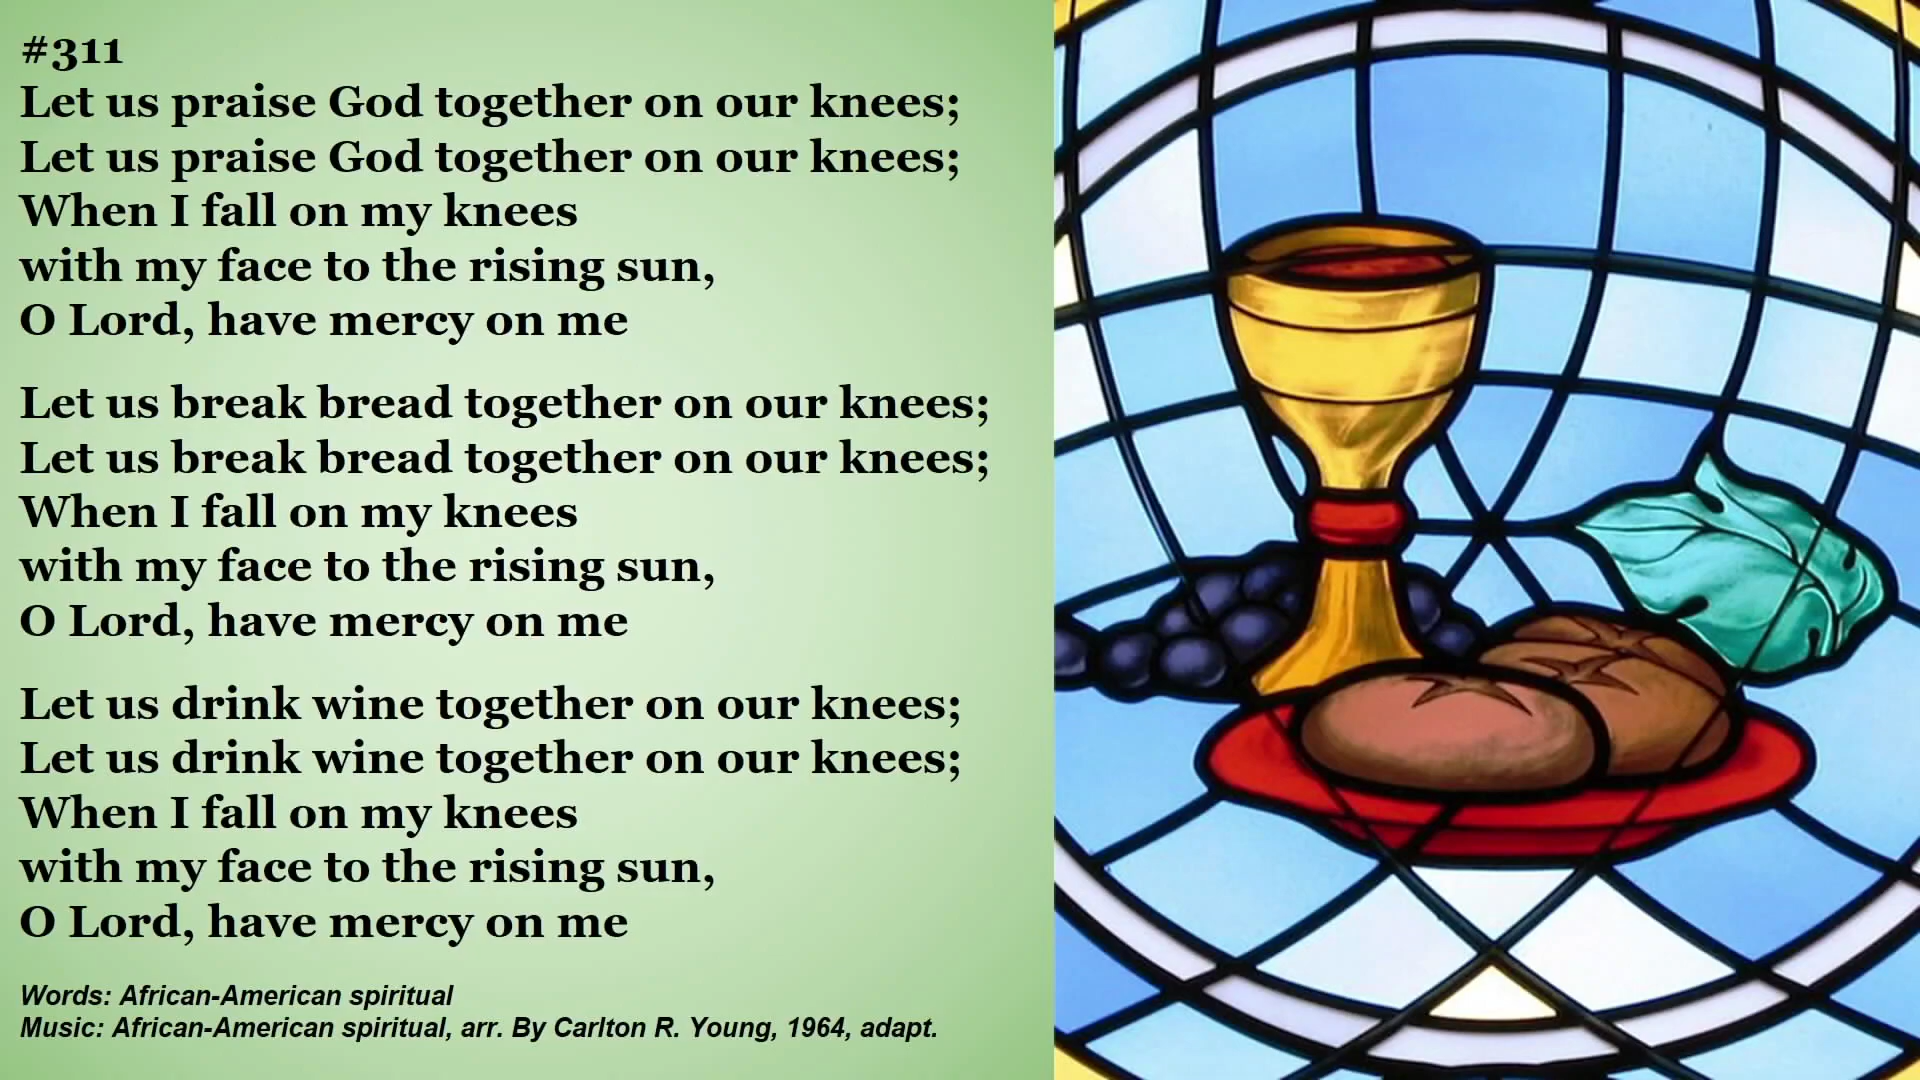 #311
Let us praise God together on our knees;
Let us praise God together on our knees;
When I fall on my knees
with my face to the rising sun,
O Lord, have mercy on me
Let us break bread together on our knees;
Let us break bread together on our knees;
When I fall on my knees
with my face to the rising sun,
O Lord, have mercy on me
Let us drink wine together on our knees;
Let us drink wine together on our knees;
When I fall on my knees
with my face to the rising sun,
O Lord, have mercy on me
Words: African-American spiritual
Music: African-American spiritual, arr. By Carlton R. Young, 1964, adapt.